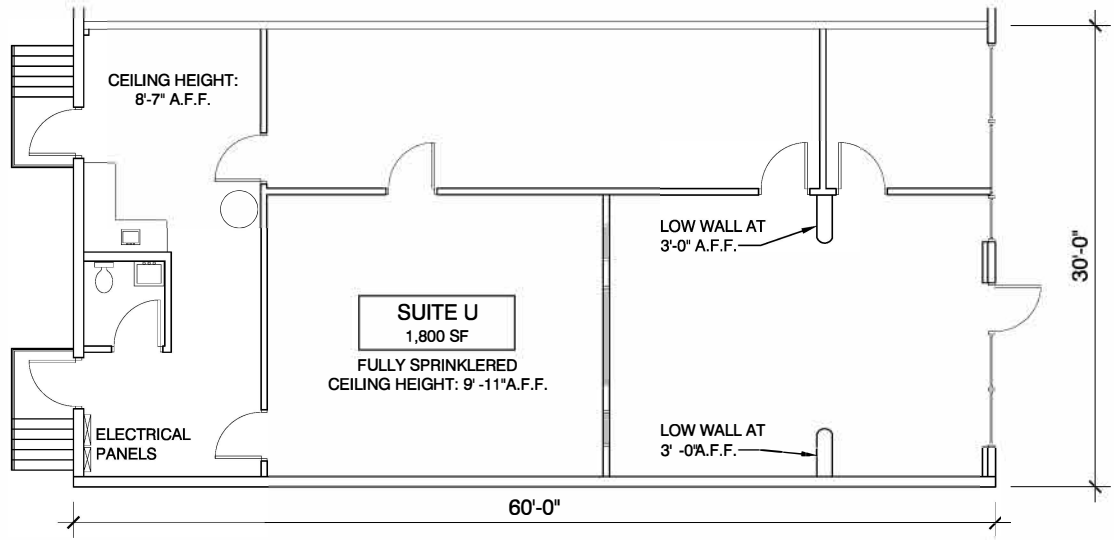 CEILING HEIGHT:
8'-7" A.F.F.
LOW WALL AT
3'-0" A.F.F.
30'-0"
SUITE U
1,800 SF
FULLY SPRINKLERED
CEILING HEIGHT: 9' -11"A.F.F.
ELECTRICAL
PANELS
LOW WALL AT
3' -0"A.F.F.
60'-0"